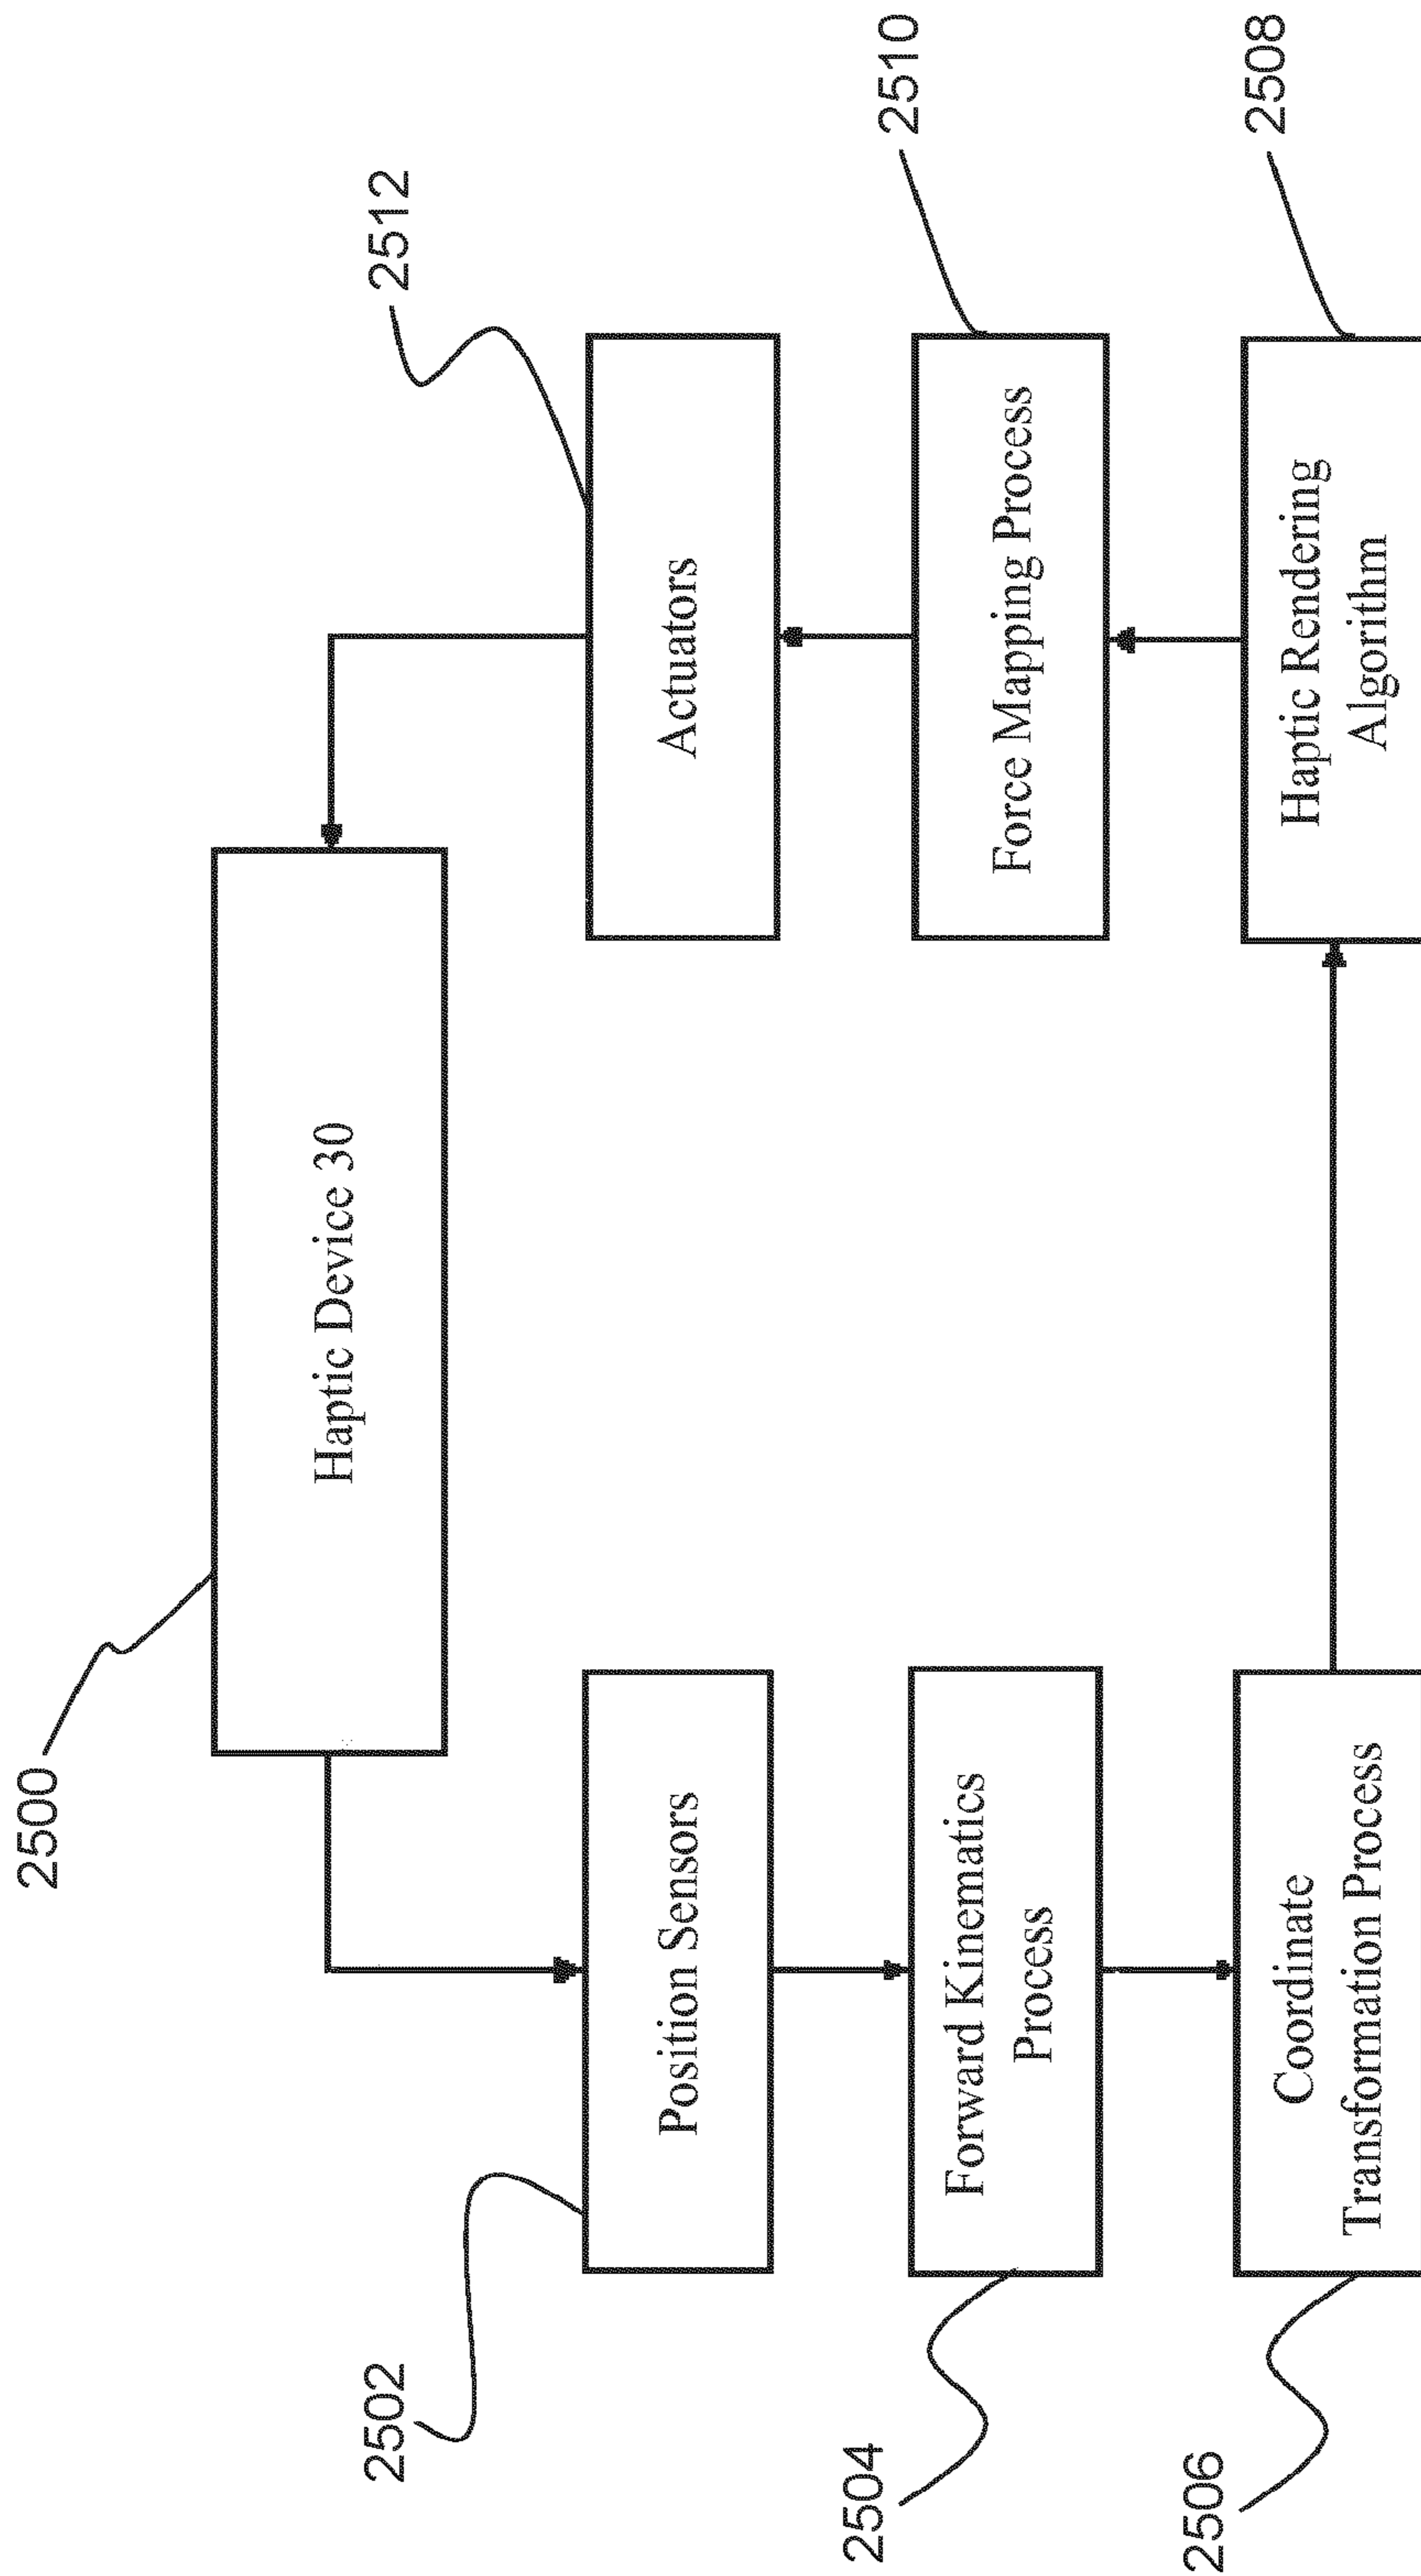 2500
Haptic Device 30
2502
Position Sensors
2504
Forward Kinematics
Process
2506
Coordinate
Transformation Process
2512
Actuators
2510
Force Mapping Process
2508
Haptic Rendering
Algorithm